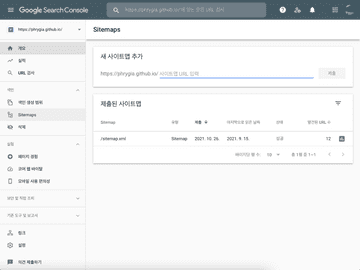 Google Search Console
https://phrygia.github.io/에 있는 모든 URL 검사
https://phrygia.github.io/
개요
실적
URL 검사
색인
색인 생성 범위
Sitemaps
삭제
실험
페이지 경험
코어 웹 바이탈
모바일 사용 편의성
보안 및 직접 조치
기존 도구 및 보고서
링크
설정
의견 제출하기
Sitemaps
새 사이트맵 추가
https://phrygia.github.io/ 사이트맵 URL 입력
제출
제출된 사이트맵
Sitemap 유형 제출 마지막으로 읽은 날짜 상태 발견된 URL
/sitemap.xml Sitemap 2021. 10. 26. 2021. 9. 15. 성공 12
페이지당 행 수: 10 총 1행 중 1~1